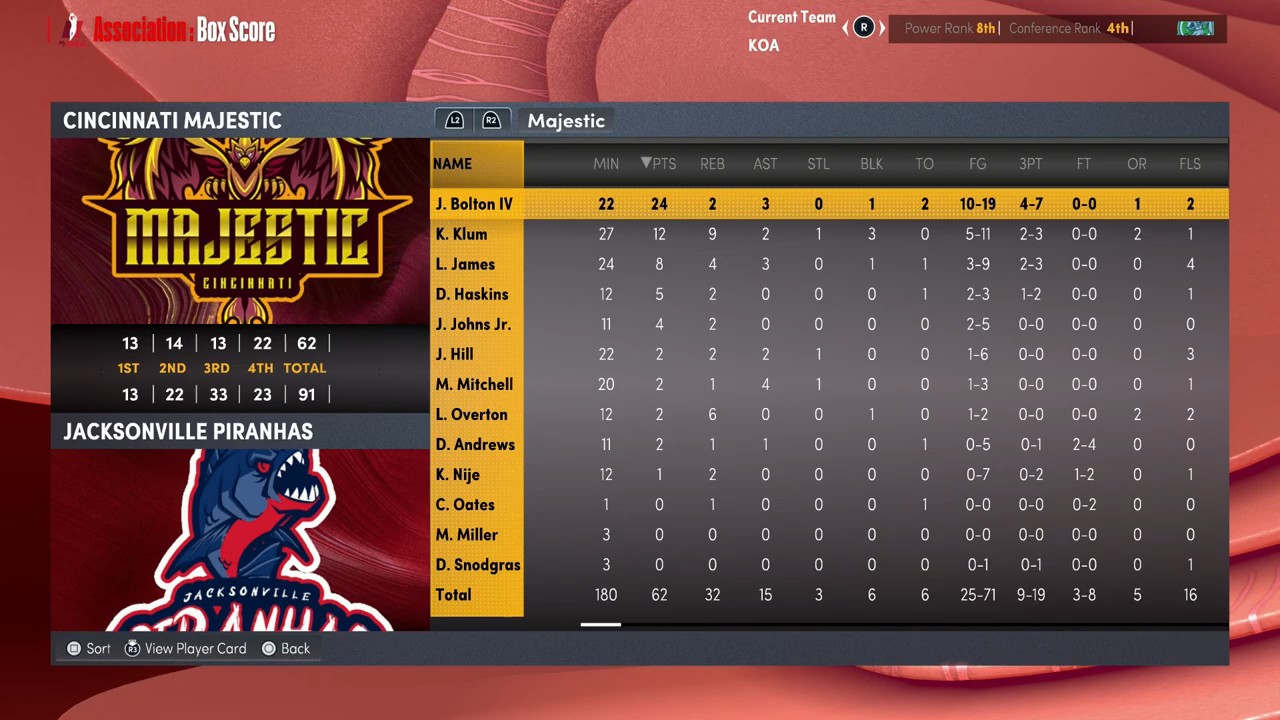 Association : Box Score
Current Team
KOA
R
Power Rank 8th | Conference Rank 4th |
CINCINNATI MAJESTIC
MAJESTIC
CINCINNATI
13 | 14 | 13 | 22 | 62 |
1ST 2ND 3RD 4TH TOTAL
13 | 22 | 33 | 23 | 91 |
JACKSONVILLE PIRANHAS
JACKSONVILLE
PIRANHAS
L2 R2 Majestic
NAME MIN ▼PTS REB AST STL BLK TO FG 3PT FT OR FLS
J. Bolton IV 22 24 2 3 0 1 2 10-19 4-7 0-0 1 2
K. Klum 27 12 9 2 1 3 0 5-11 2-3 0-0 2 1
L. James 24 8 4 3 0 1 1 3-9 2-3 0-0 0 4
D. Haskins 12 5 2 0 0 0 1 2-3 1-2 0-0 0 1
J. Johns Jr. 11 4 2 0 0 0 0 2-5 0-0 0-0 0 0
J. Hill 22 2 2 2 1 0 0 1-6 0-0 0-0 0 3
M. Mitchell 20 2 1 4 1 0 0 1-3 0-0 0-0 0 1
L. Overton 12 2 6 0 0 1 0 1-2 0-0 0-0 2 2
D. Andrews 11 2 1 1 0 0 1 0-5 0-1 2-4 0 0
K. Nije 12 1 2 0 0 0 0 0-7 0-2 1-2 0 1
C. Oates 1 0 1 0 0 0 1 0-0 0-0 0-2 0 0
M. Miller 3 0 0 0 0 0 0 0-0 0-0 0-0 0 0
D. Snodgras 3 0 0 0 0 0 0 0-1 0-1 0-0 0 1
Total 180 62 32 15 3 6 6 25-71 9-19 3-8 5 16
Sort R3 View Player Card Back